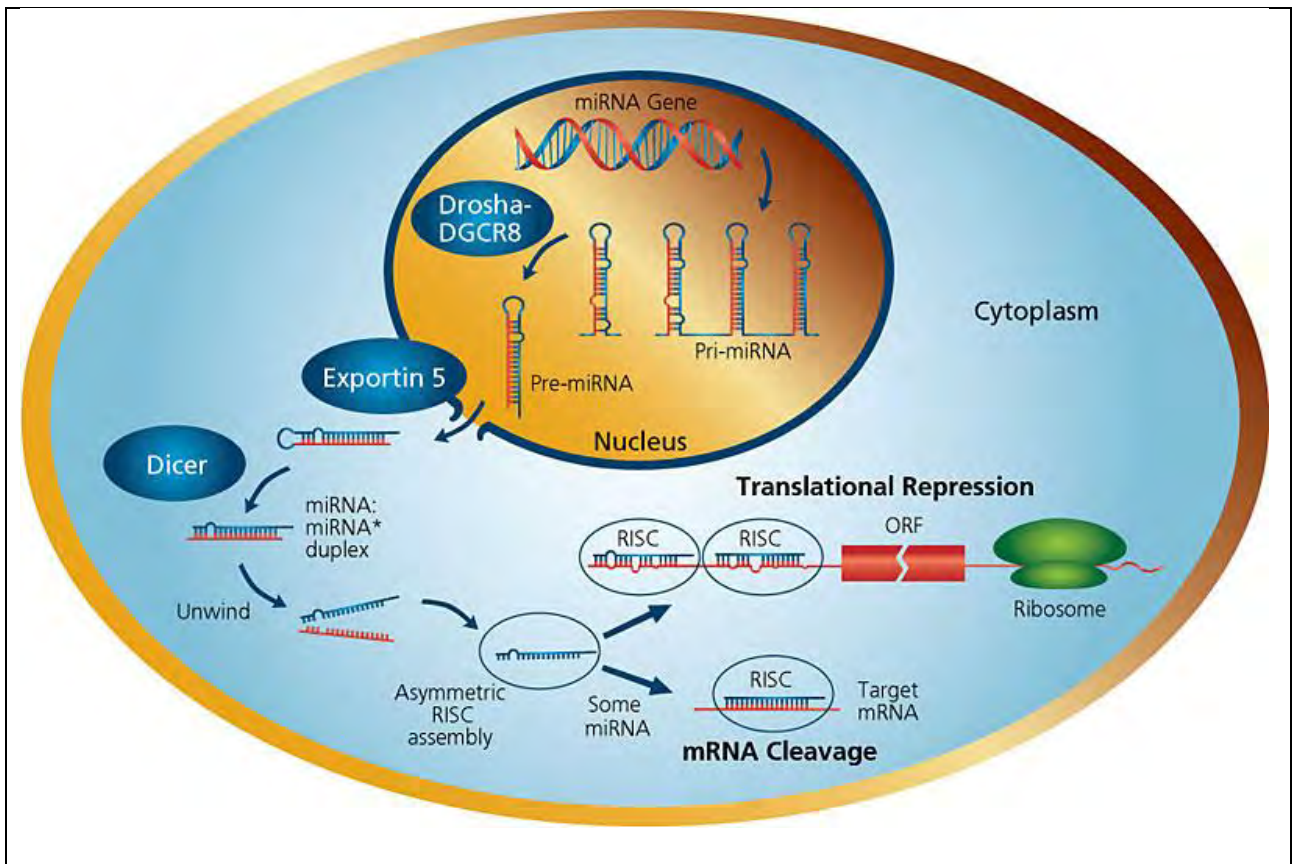 miRNA Gene
Drosha-
DGCR8
Cytoplasm
Pri-miRNA
Exportin 5
Pre-miRNA
Nucleus
Dicer
miRNA:
miRNA*
duplex
Translational Repression
RISC
RISC
ORF
Ribosome
Unwind
Asymmetric
RISC
assembly
Some
miRNA
RISC
Target
mRNA
mRNA Cleavage